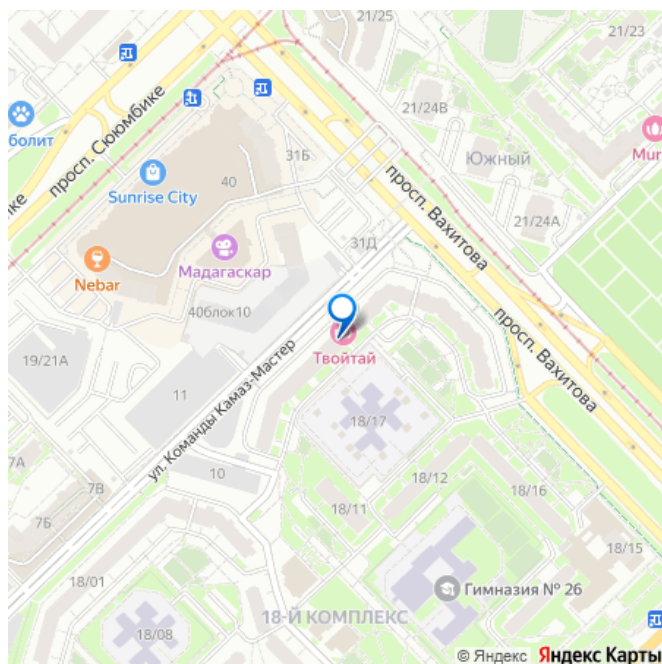 21/25
21/23
21/24В
просп. Сююмбике
болит
31Б
Южный
Mur
40
Sunrise City
просп. Вахитова
21/24А
31Д
Мадагаскар
Nebar
40блок10
просп. Вахитова
19/21А
Твойтай
11
ул. Команды Камаз-Мастер
18/17
7А
10
18/12
7В
18/16
7Б
18/11
18/15
18/01
Гимназия № 26
18-Й КОМПЛЕКС
18/08
© Яндекс Яндекс Карты